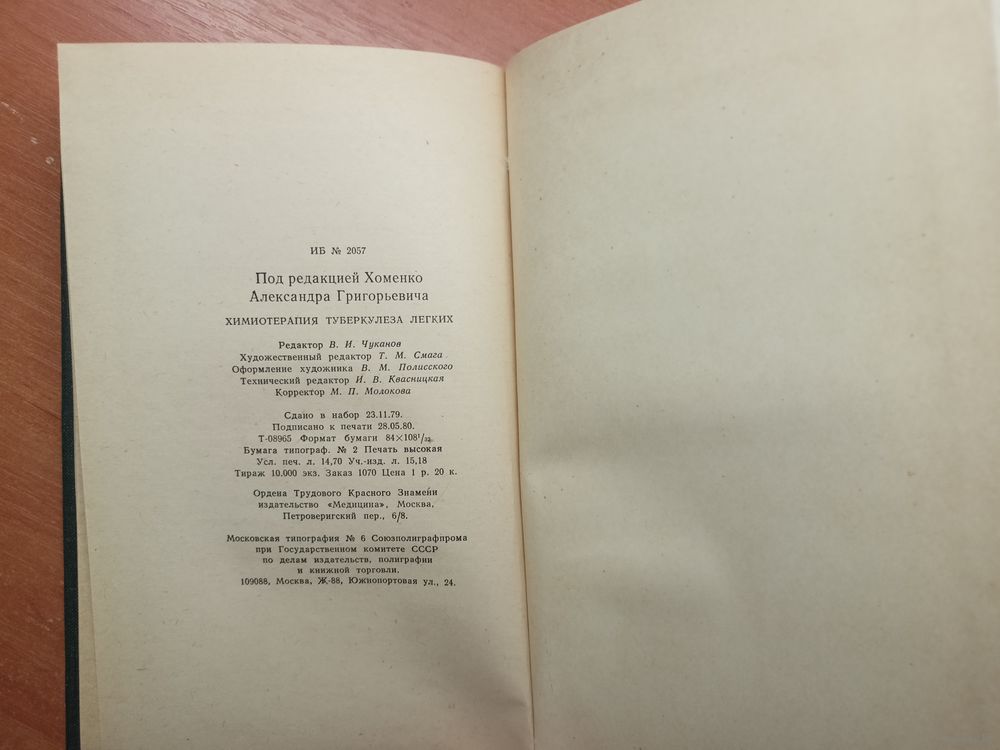 ИБ № 2057
Под редакцией Хоменко
Александра Григорьевича
ХИМИОТЕРАПИЯ ТУБЕРКУЛЕЗА ЛЕГКИХ
Редактор В. И. Чуканов
Художественный редактор Т. М. Смага
Оформление художника В. М. Полисского
Технический редактор И. В. Квасницкая
Корректор М. П. Молокова
Сдано в набор 23.11.79.
Подписано к печати 28.05.80.
Т-08965 Формат бумаги 84×108¹/₃₂.
Бумага типограф. № 2 Печать высокая
Усл. печ. л. 14,70 Уч.-изд. л. 15,18
Тираж 10.000 экз. Заказ 1070 Цена 1 р. 20 к.
Ордена Трудового Красного Знамени
издательство «Медицина», Москва,
Петроверигский пер., 6/8.
Московская типография № 6 Союзполиграфпрома
при Государственном комитете СССР
по делам издательств, полиграфии
и книжной торговли.
109088, Москва, Ж-88, Южнопортовая ул., 24.